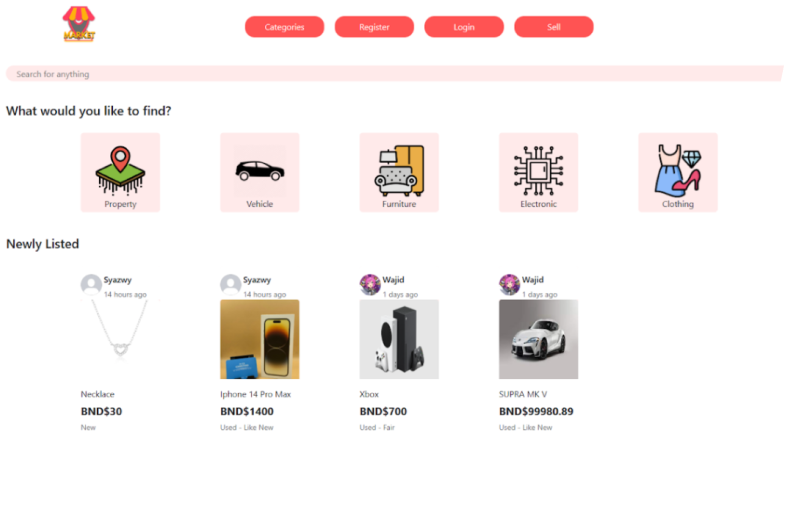 MARKET
Categories
Register
Login
Sell
Search for anything
What would you like to find?
Property
Vehicle
Furniture
Electronic
Clothing
Newly Listed
Syazwy
14 hours ago
Syazwy
14 hours ago
Wajid
1 days ago
Wajid
1 days ago
Necklace
BND$30
New
Iphone 14 Pro Max
BND$1400
Used - Like New
Xbox
BND$700
Used - Fair
SUPRA MK V
BND$99980.89
Used - Like New